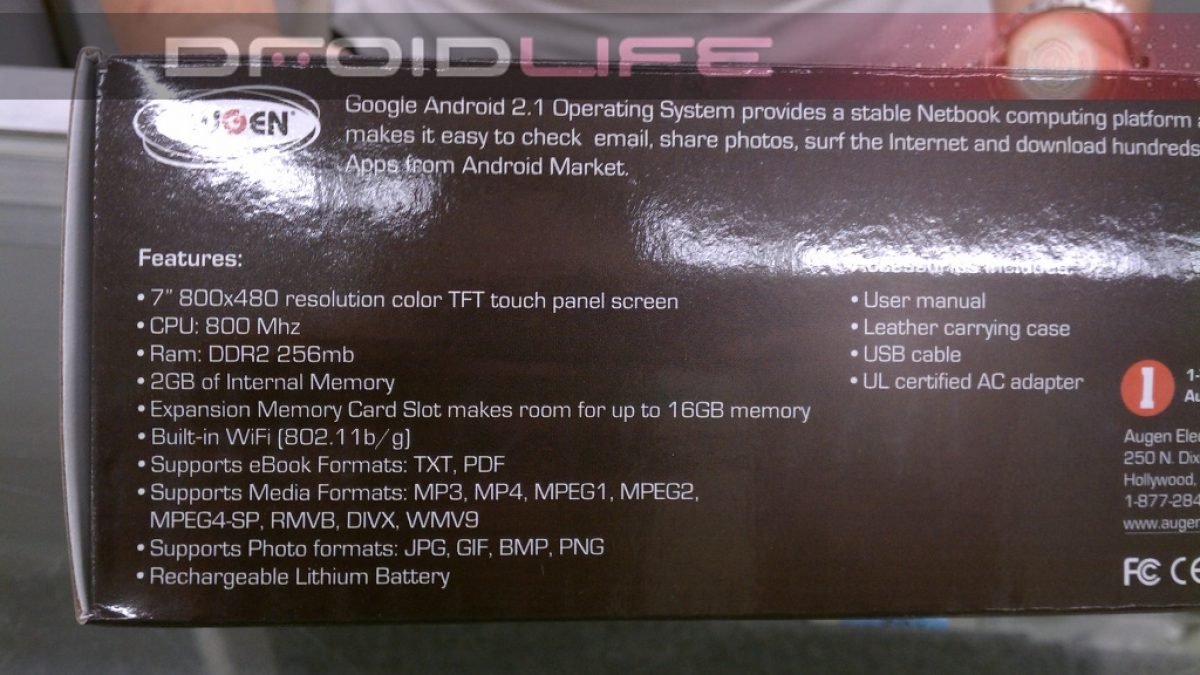 DROIDLIFE
Google Android 2.1 Operating System provides a stable Netbook computing platform
makes it easy to check email, share photos, surf the Internet and download hundreds
Apps from Android Market.
Features:
• 7" 800x480 resolution color TFT touch panel screen
• CPU: 800 Mhz
• Ram: DDR2 256mb
• 2GB of Internal Memory
• Expansion Memory Card Slot makes room for up to 16GB memory
• Built-in WiFi (802.11b/g)
• Supports eBook Formats: TXT, PDF
• Supports Media Formats: MP3, MP4, MPEG1, MPEG2,
MPEG4-SP, RMVB, DIVX, WMV9
• Supports Photo formats: JPG, GIF, BMP, PNG
• Rechargeable Lithium Battery
• User manual
• Leather carrying case
• USB cable
• UL certified AC adapter
1
Augen
250 N.
Hollywood,
1-877-284
FC CE